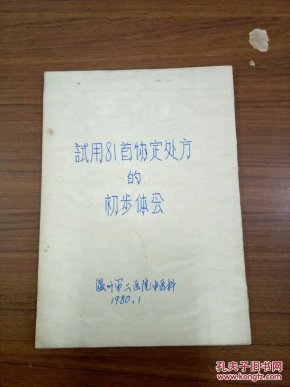 試用81首协定处方
的
初步体会
温州第二医院中医科
1980.1
孔夫子旧书网